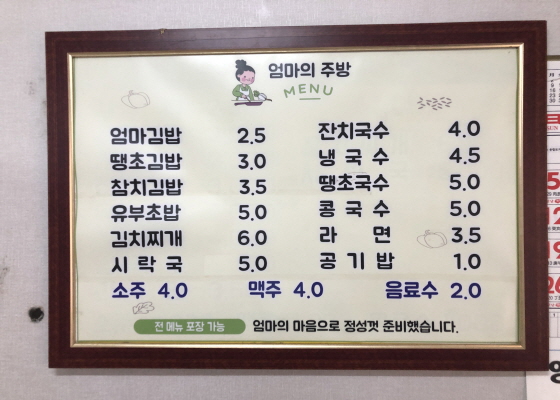 엄마의 주방
MENU
엄마김밥 2.5
땡초김밥 3.0
참치김밥 3.5
유부초밥 5.0
김치찌개 6.0
시락국 5.0
잔치국수 4.0
냉국수 4.5
땡초국수 5.0
콩국수 5.0
라면 3.5
공기밥 1.0
소주 4.0 맥주 4.0 음료수 2.0
전 메뉴 포장 가능 엄마의 마음으로 정성껏 준비했습니다.